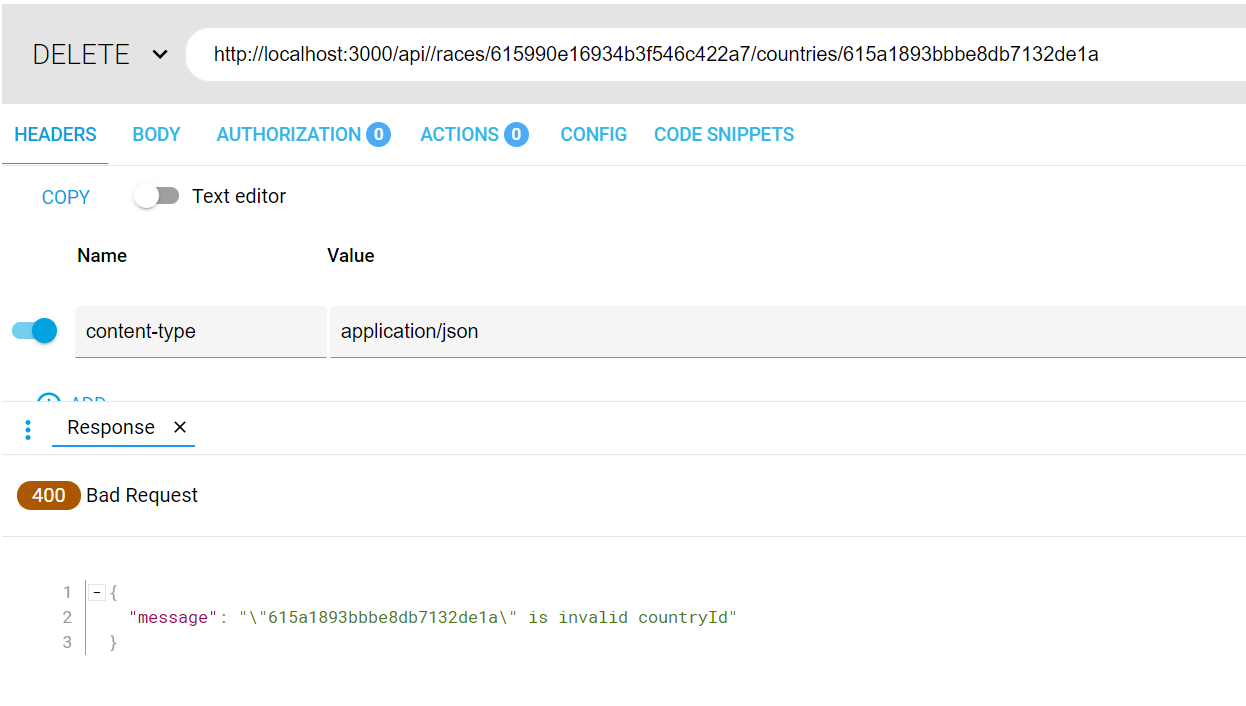 DELETE http://localhost:3000/api//races/615990e16934b3f546c422a7/countries/615a1893bbbe8db7132de1a
HEADERS BODY AUTHORIZATION 0 ACTIONS 0 CONFIG CODE SNIPPETS
COPY Text editor
Name Value
content-type application/json
ADD
Response ×
400 Bad Request
1 - {
2 "message": "\"615a1893bbbe8db7132de1a\" is invalid countryId"
3 }